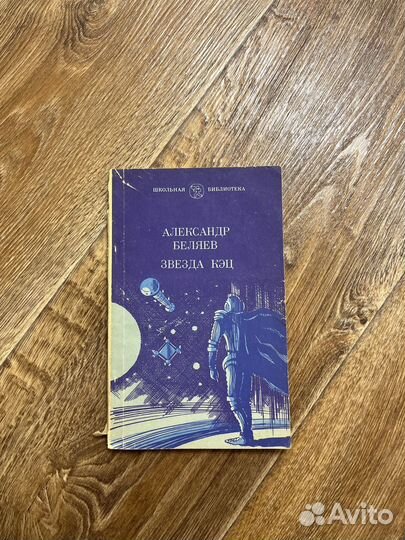 ШКОЛЬНАЯ БИБЛИОТЕКА
АЛЕКСАНДР
БЕЛЯЕВ
ЗВЕЗДА КЭЦ
Avito